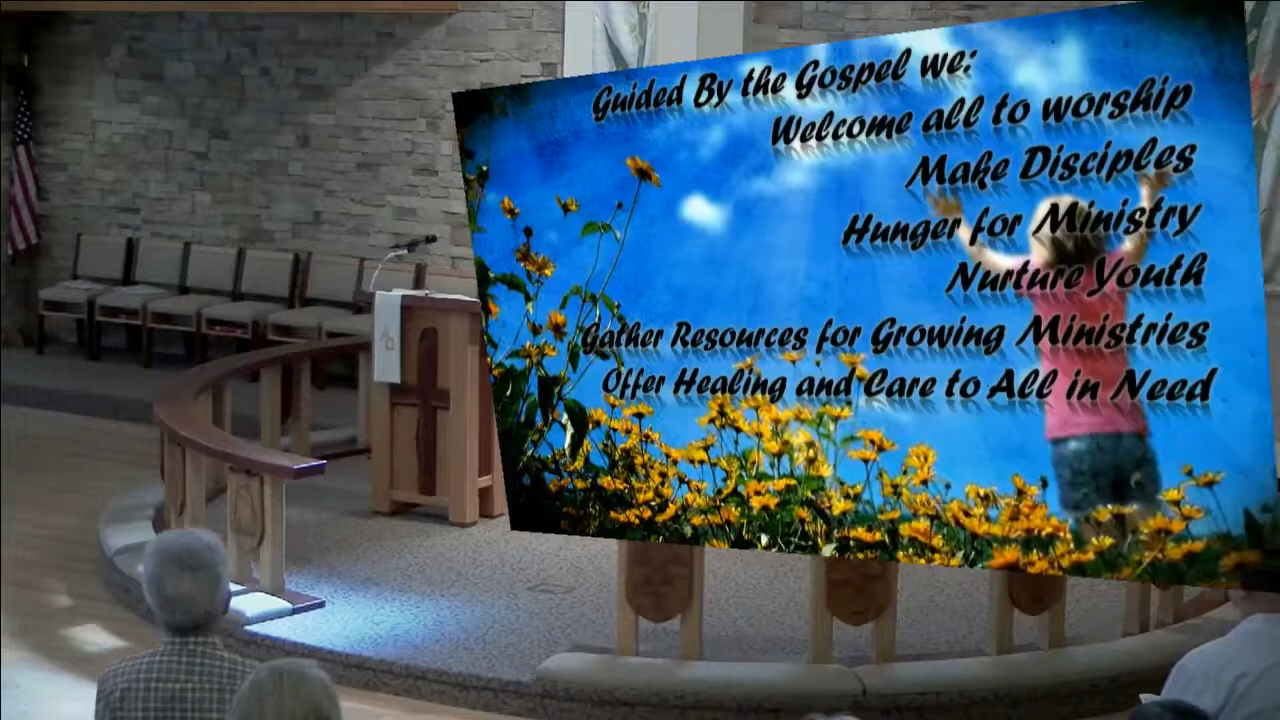 Guided By the Gospel we:
Welcome all to worship
Make Disciples
Hunger for Ministry
Nurture Youth
Gather Resources for Growing Ministries
Offer Healing and Care to All in Need